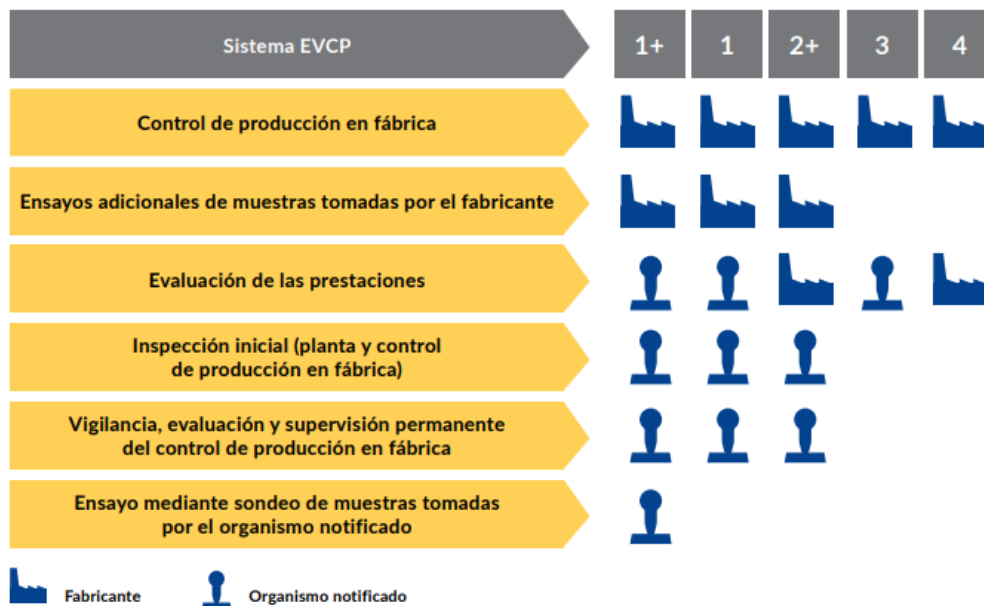 Sistema EVCP
1+ 1 2+ 3 4
Control de producción en fábrica
Ensayos adicionales de muestras tomadas por el fabricante
Evaluación de las prestaciones
Inspección inicial (planta y control
de producción en fábrica)
Vigilancia, evaluación y supervisión permanente
del control de producción en fábrica
Ensayo mediante sondeo de muestras tomadas
por el organismo notificado
Fabricante
Organismo notificado